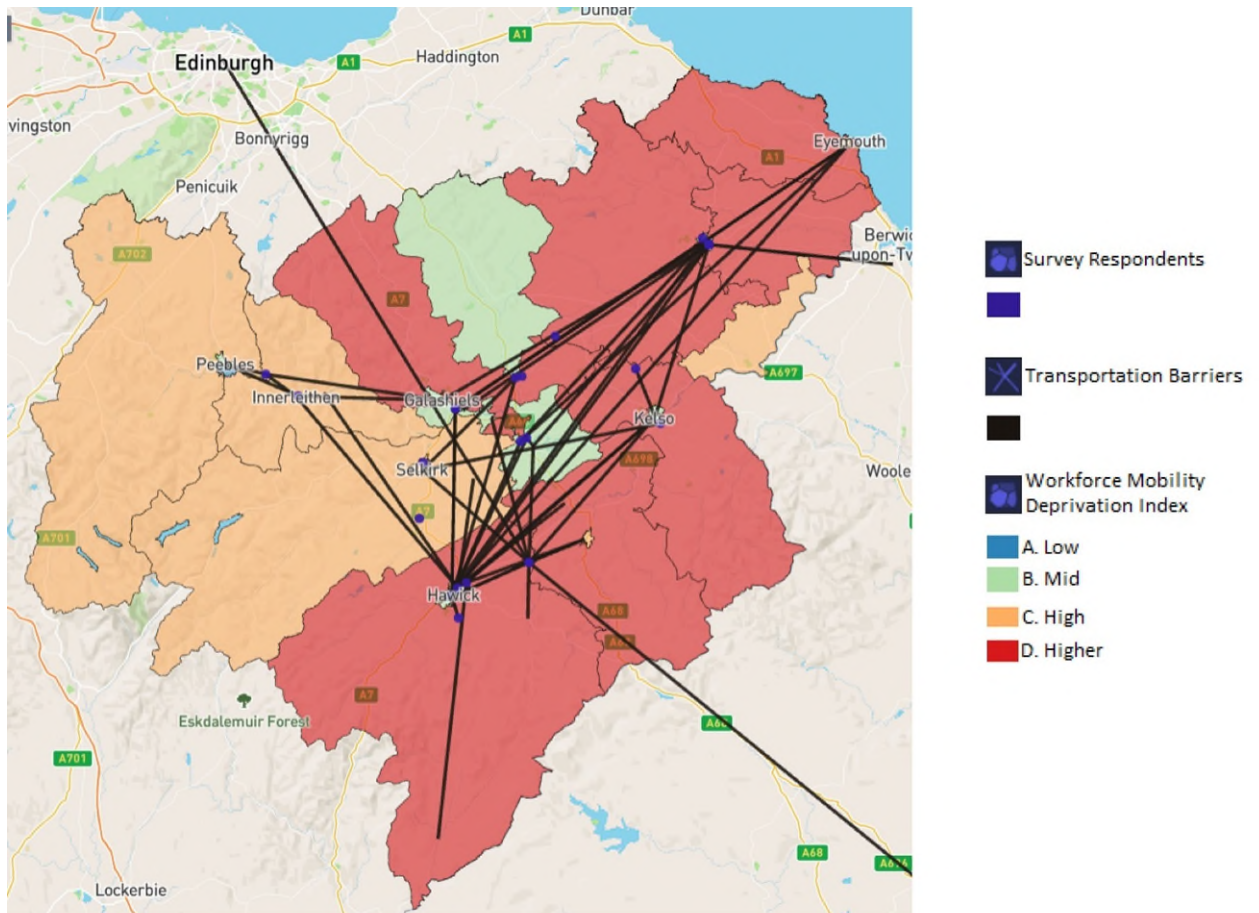 Dunbar
A1
Edinburgh
A1
Haddington
vingston
Bonnyrigg
Eyemouth
A1
Penicuik
Berwic
upon-Tw
A702
A7
Peebles
A697
Innerleithen
Galashiels
Kelso
A698
Selkirk
Woole
A7
A701
Hawick
A68
A7
Eskdalemuir Forest
A68
A701
A68
Lockerbie
Survey Respondents
Transportation Barriers
Workforce Mobility
Deprivation Index
A. Low
B. Mid
C. High
D. Higher